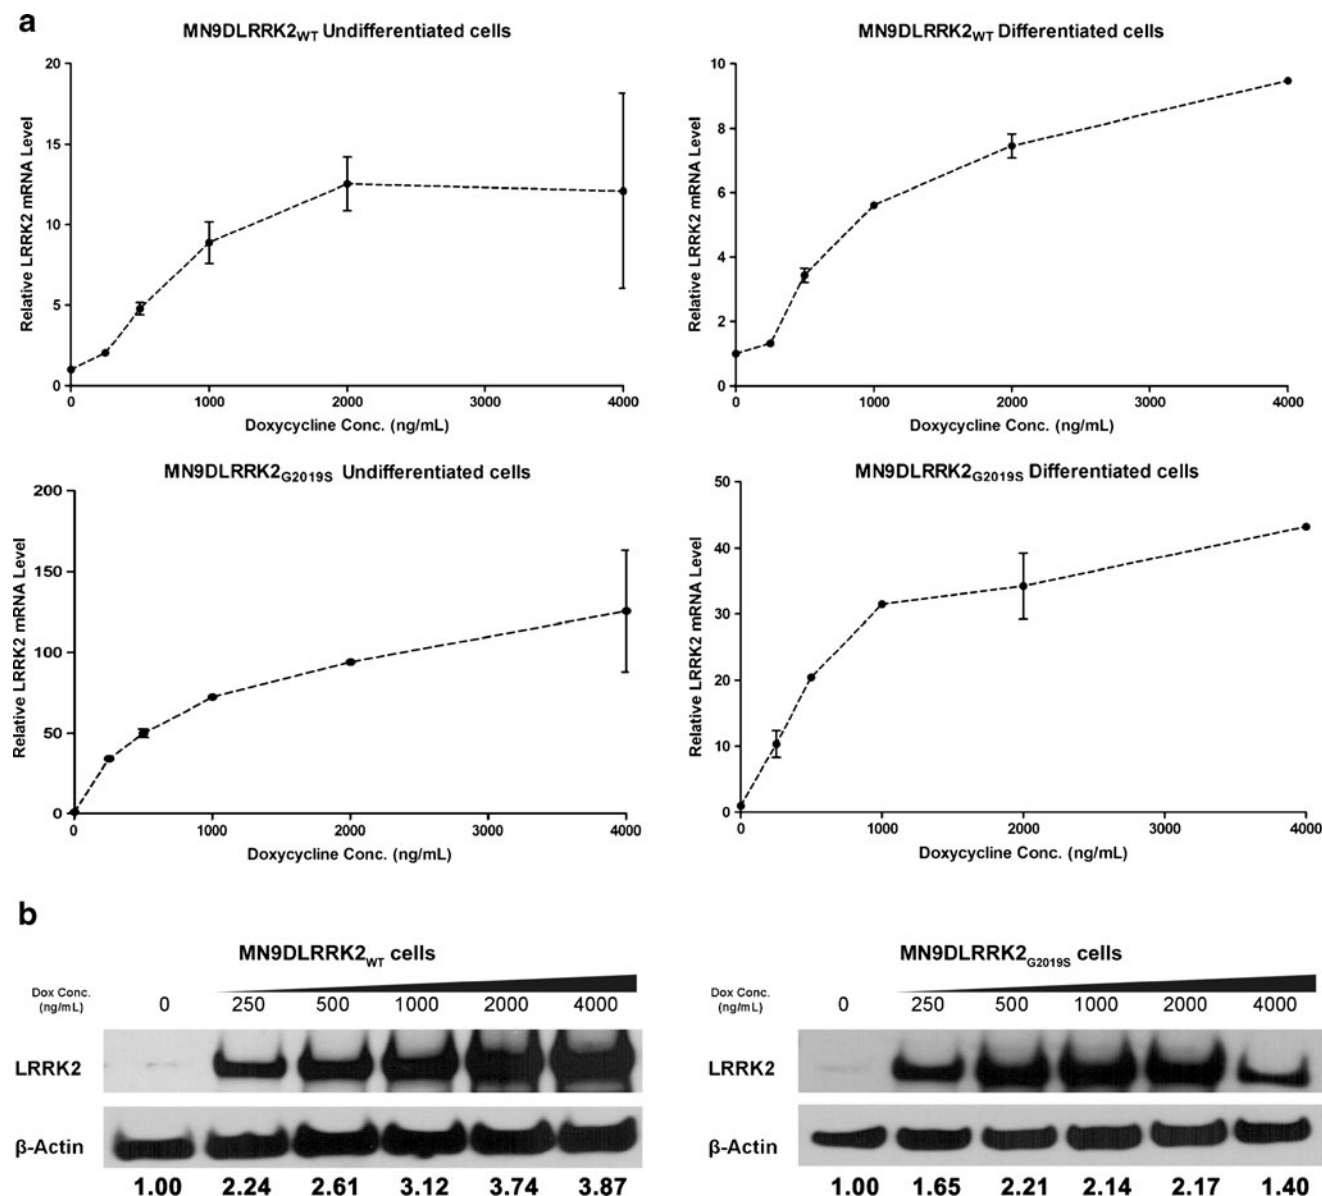 a
MN9DLRRK2WT Undifferentiated cells
Relative LRRK2 mRNA Level
20
15
10
5
0
0 1000 2000 3000 4000
Doxycycline Conc. (ng/mL)
MN9DLRRK2WT Differentiated cells
Relative LRRK2 mRNA Level
10
8
6
4
2
0
0 1000 2000 3000 4000
Doxycycline Conc. (ng/mL)
MN9DLRRK2G2019S Undifferentiated cells
Relative LRRK2 mRNA Level
200
150
100
50
0
0 1000 2000 3000 4000
Doxycycline Conc. (ng/mL)
MN9DLRRK2G2019S Differentiated cells
Relative LRRK2 mRNA Level
50
40
30
20
10
0
0 1000 2000 3000 4000
Doxycycline Conc. (ng/mL)
b
MN9DLRRK2WT cells
Dox Conc.
(ng/mL)
0 250 500 1000 2000 4000
LRRK2
β-Actin
1.00 2.24 2.61 3.12 3.74 3.87
MN9DLRRK2G2019S cells
Dox Conc.
(ng/mL)
0 250 500 1000 2000 4000
LRRK2
β-Actin
1.00 1.65 2.21 2.14 2.17 1.40